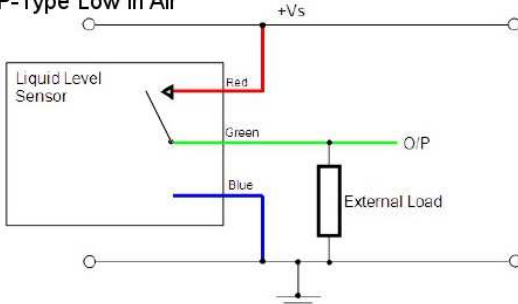 P-Type Low in Air
+Vs
Liquid Level
Sensor
Red
Green
O/P
Blue
External Load